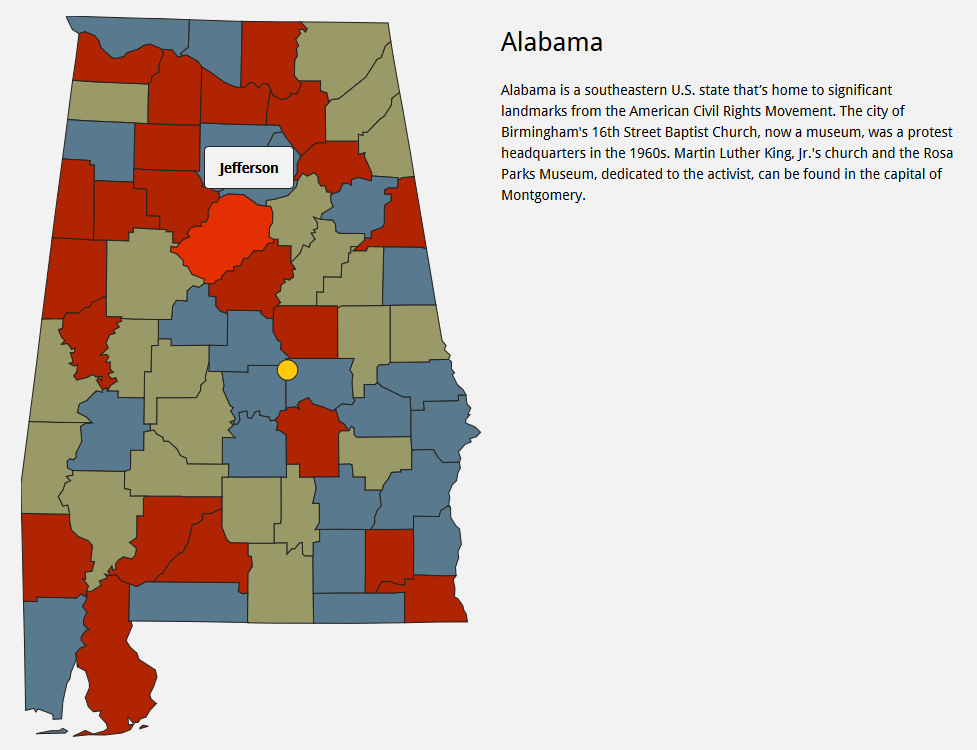 Alabama
Alabama is a southeastern U.S. state that's home to significant
landmarks from the American Civil Rights Movement. The city of
Birmingham's 16th Street Baptist Church, now a museum, was a protest
headquarters in the 1960s. Martin Luther King, Jr.'s church and the Rosa
Parks Museum, dedicated to the activist, can be found in the capital of
Montgomery.
Jefferson